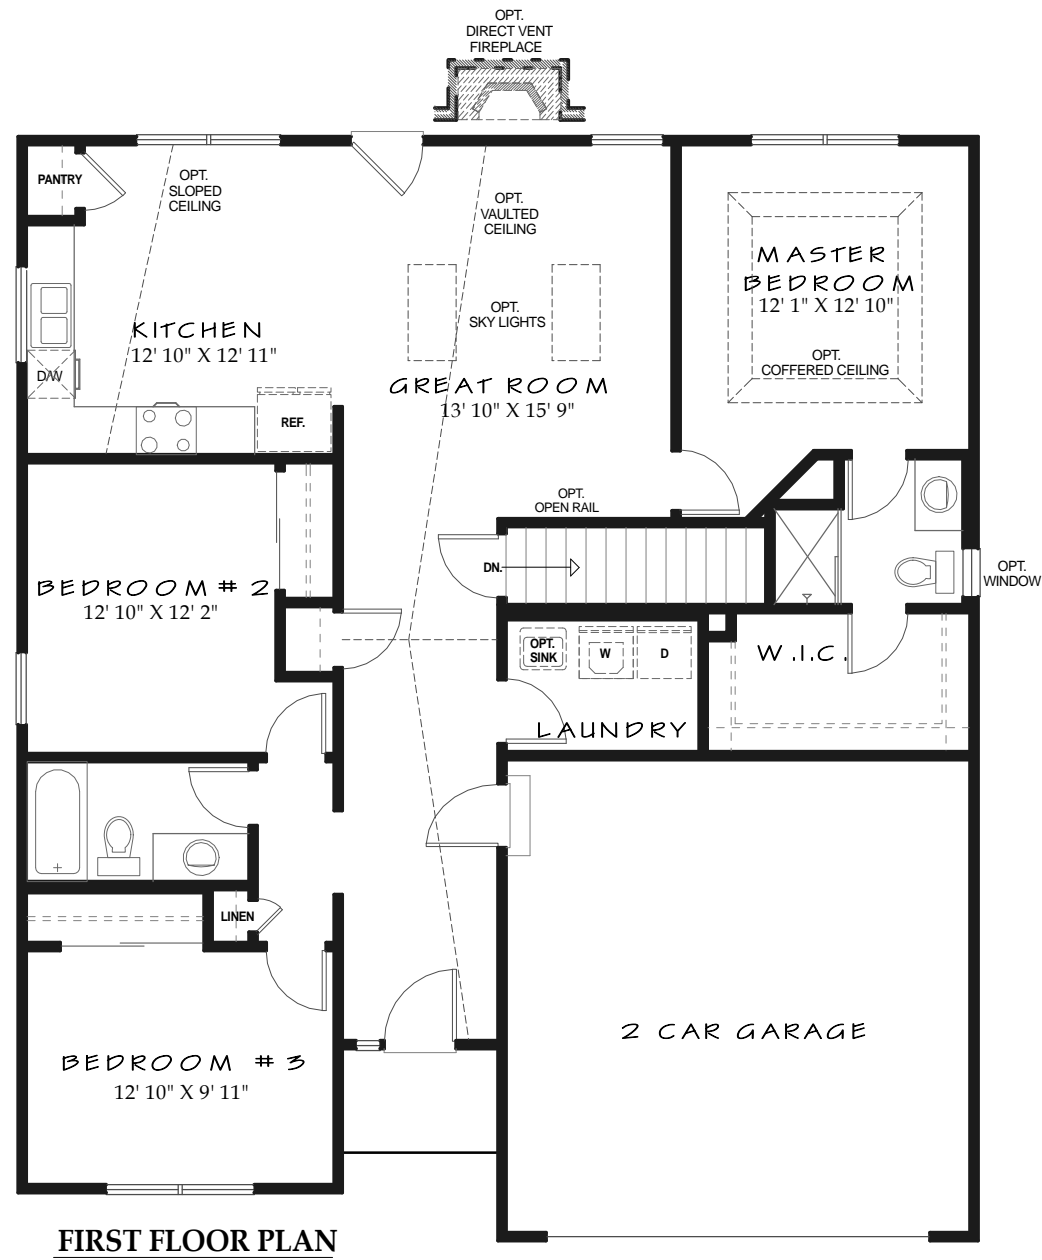 OPT.
DIRECT VENT
FIREPLACE
PANTRY
OPT.
SLOPED
CEILING
OPT.
VAULTED
CEILING
MASTER
BEDROOM
12' 1" X 12' 10"
OPT.
SKY LIGHTS
KITCHEN
12' 10" X 12' 11"
OPT.
COFFERED CEILING
D/W
GREAT ROOM
13' 10" X 15' 9"
REF.
OPT.
OPEN RAIL
DN.
OPT.
WINDOW
BEDROOM # 2
12' 10" X 12' 2"
OPT.
SINK
W
D
W.I.C.
LAUNDRY
LINEN
2 CAR GARAGE
BEDROOM # 3
12' 10" X 9' 11"
FIRST FLOOR PLAN